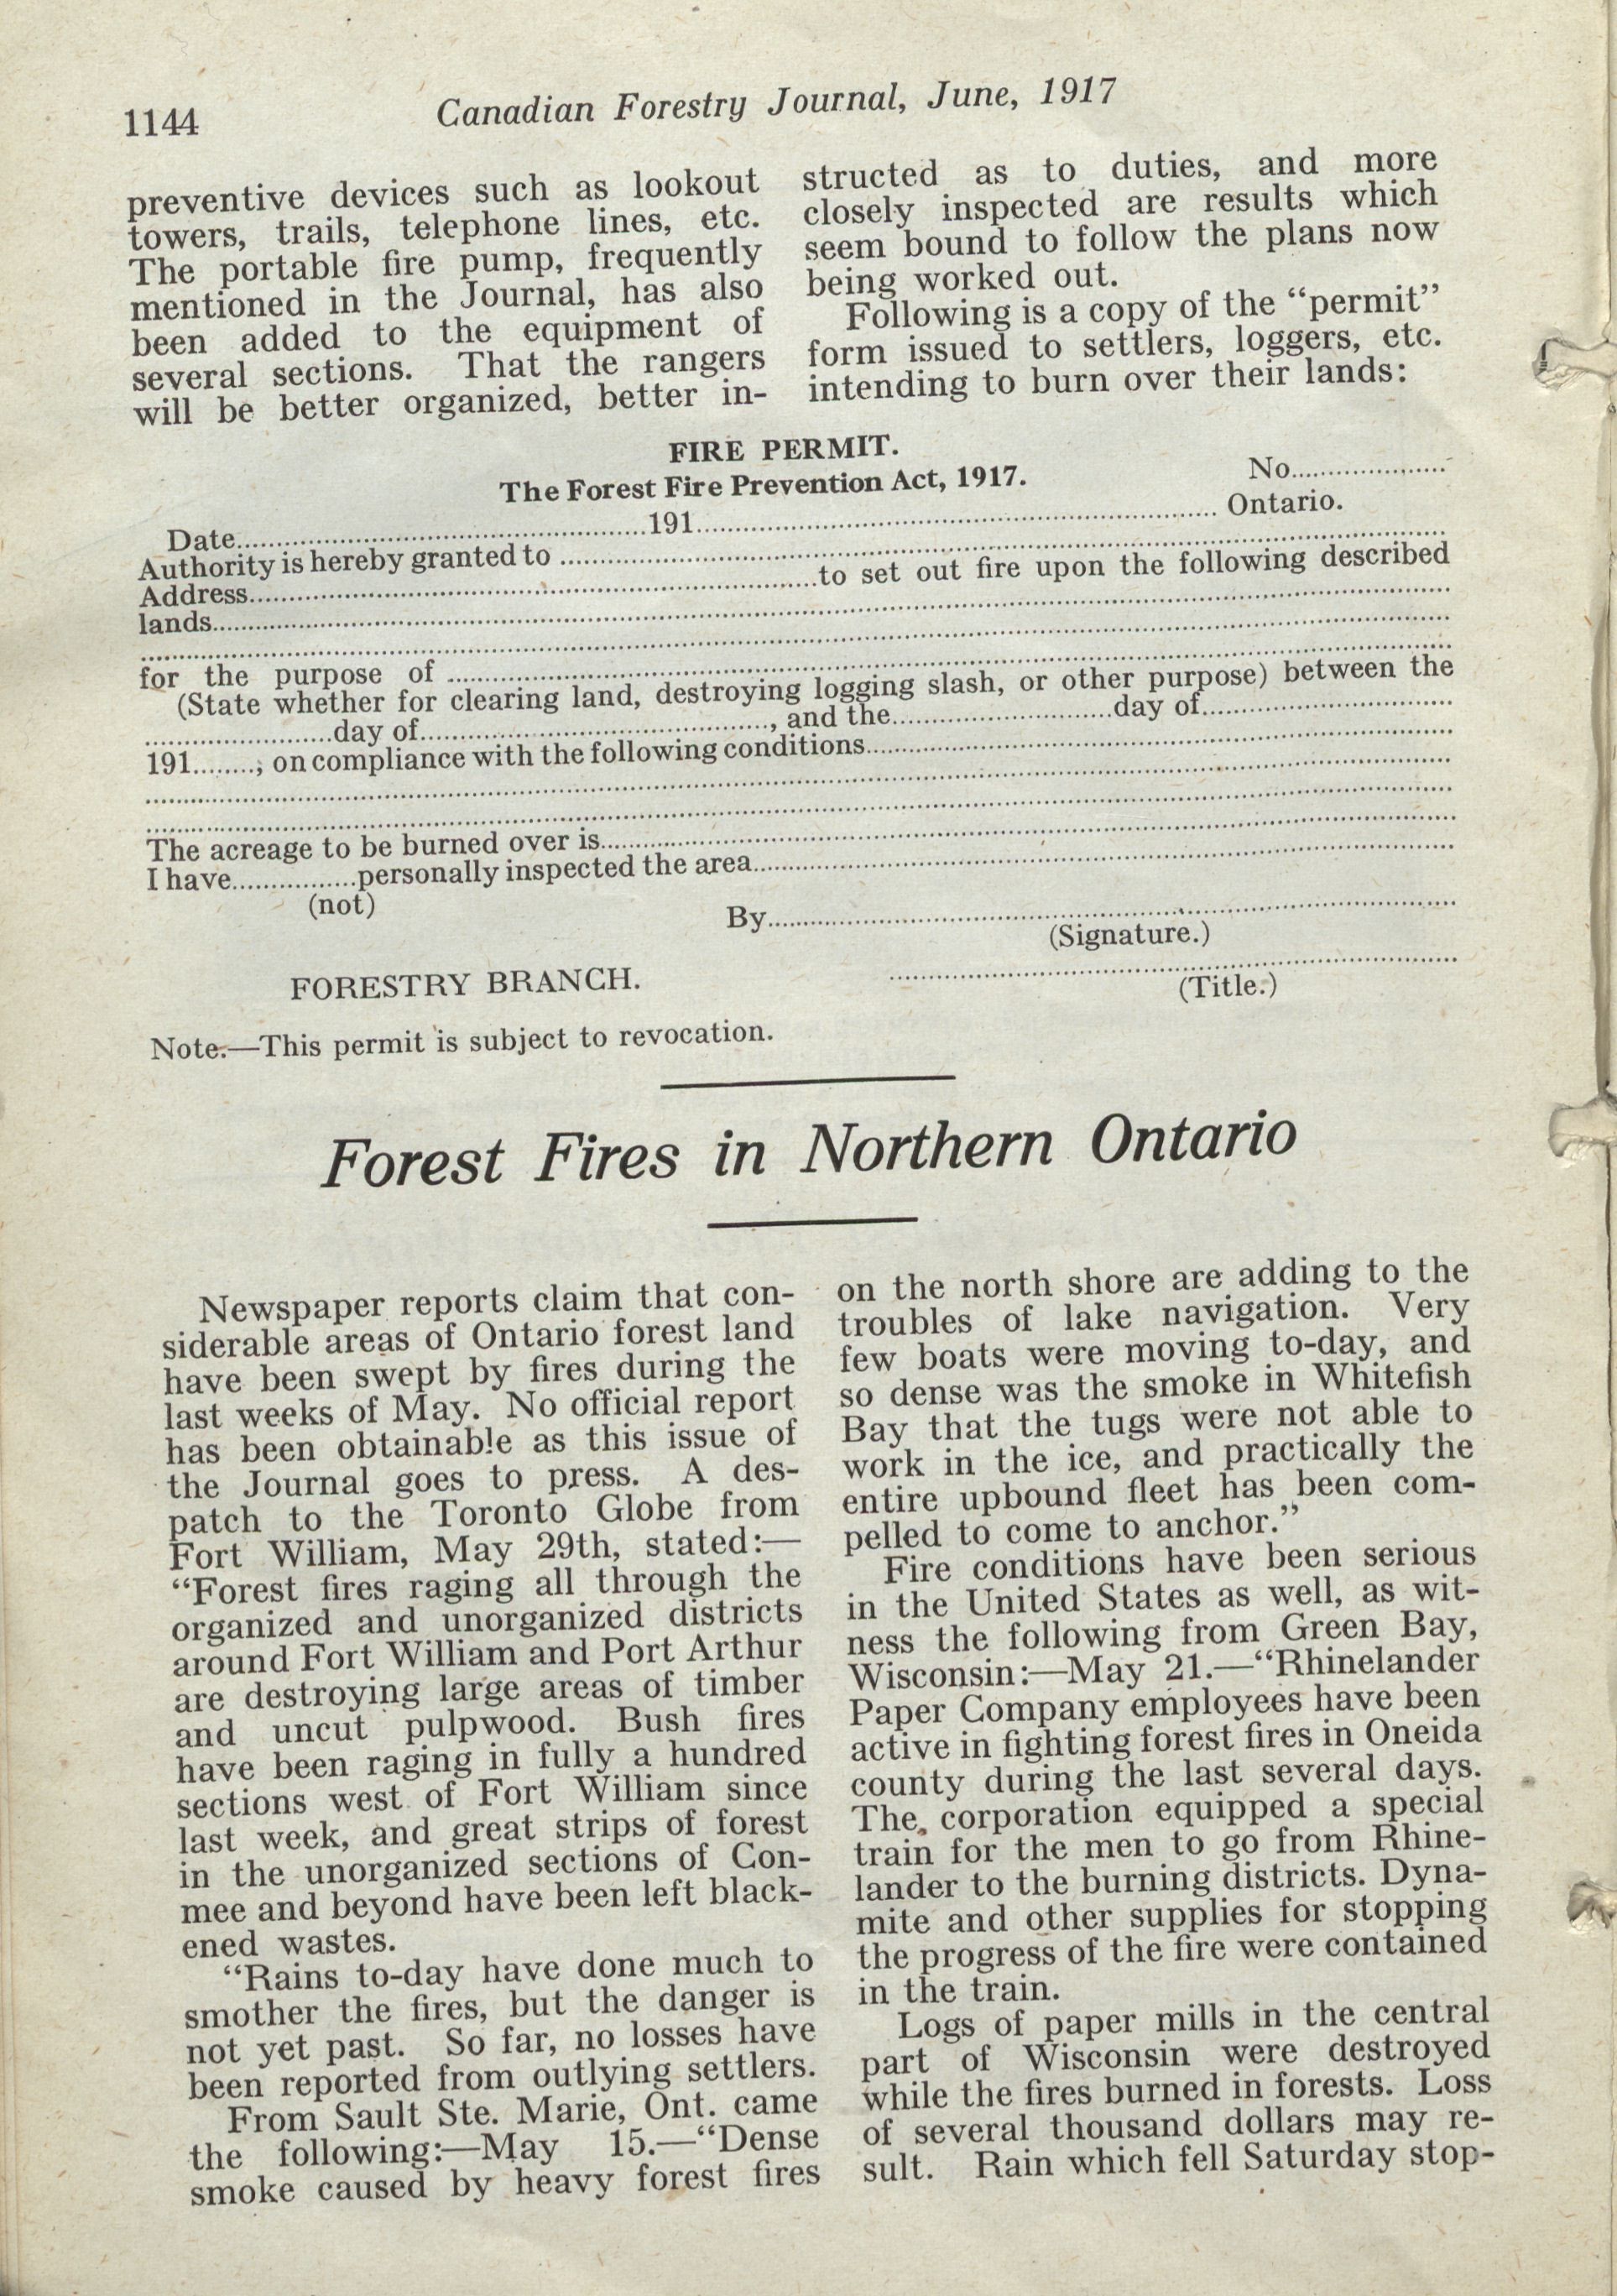 1144
Canadian Forestry Journal, June, 1917
preventive devices such as lookout
towers, trails, telephone lines, etc.
The portable fire pump, frequently
mentioned in the Journal, has also
been added to the equipment of
several sections. That the rangers
will be better organized, better in-
structed as to duties, and more
closely inspected are results which
seem bound to follow the plans now
being worked out.
Following is a copy of the “permit”
form issued to settlers, loggers, etc.
intending to burn over their lands:
FIRE PERMIT.
The Forest Fire Prevention Act, 1917.
No....................
Date....................191.................... Ontario.
Authority is hereby granted to ....................
Address....................to set out fire upon the following described
lands....................
....................
for the purpose of ....................
(State whether for clearing land, destroying logging slash, or other purpose) between the
....................day of...................., and the....................day of....................
191........, on compliance with the following conditions....................
....................
....................
The acreage to be burned over is....................
I have................personally inspected the area....................
(not)
By....................
(Signature.)
....................
FORESTRY BRANCH.
(Title.)
Note.—This permit is subject to revocation.
Forest Fires in Northern Ontario
Newspaper reports claim that con-
siderable areas of Ontario forest land
have been swept by fires during the
last weeks of May. No official report
has been obtainable as this issue of
the Journal goes to press. A des-
patch to the Toronto Globe from
Fort William, May 29th, stated:—
“Forest fires raging all through the
organized and unorganized districts
around Fort William and Port Arthur
are destroying large areas of timber
and uncut pulpwood. Bush fires
have been raging in fully a hundred
sections west of Fort William since
last week, and great strips of forest
in the unorganized sections of Con-
mee and beyond have been left black-
ened wastes.
“Rains to-day have done much to
smother the fires, but the danger is
not yet past. So far, no losses have
been reported from outlying settlers.
From Sault Ste. Marie, Ont. came
the following:—May 15.—“Dense
smoke caused by heavy forest fires
on the north shore are adding to the
troubles of lake navigation. Very
few boats were moving to-day, and
so dense was the smoke in Whitefish
Bay that the tugs were not able to
work in the ice, and practically the
entire upbound fleet has been com-
pelled to come to anchor.”
Fire conditions have been serious
in the United States as well, as wit-
ness the following from Green Bay,
Wisconsin:—May 21.—“Rhinelander
Paper Company employees have been
active in fighting forest fires in Oneida
county during the last several days.
The corporation equipped a special
train for the men to go from Rhine-
lander to the burning districts. Dyna-
mite and other supplies for stopping
the progress of the fire were contained
in the train.
Logs of paper mills in the central
part of Wisconsin were destroyed
while the fires burned in forests. Loss
of several thousand dollars may re-
sult. Rain which fell Saturday stop-